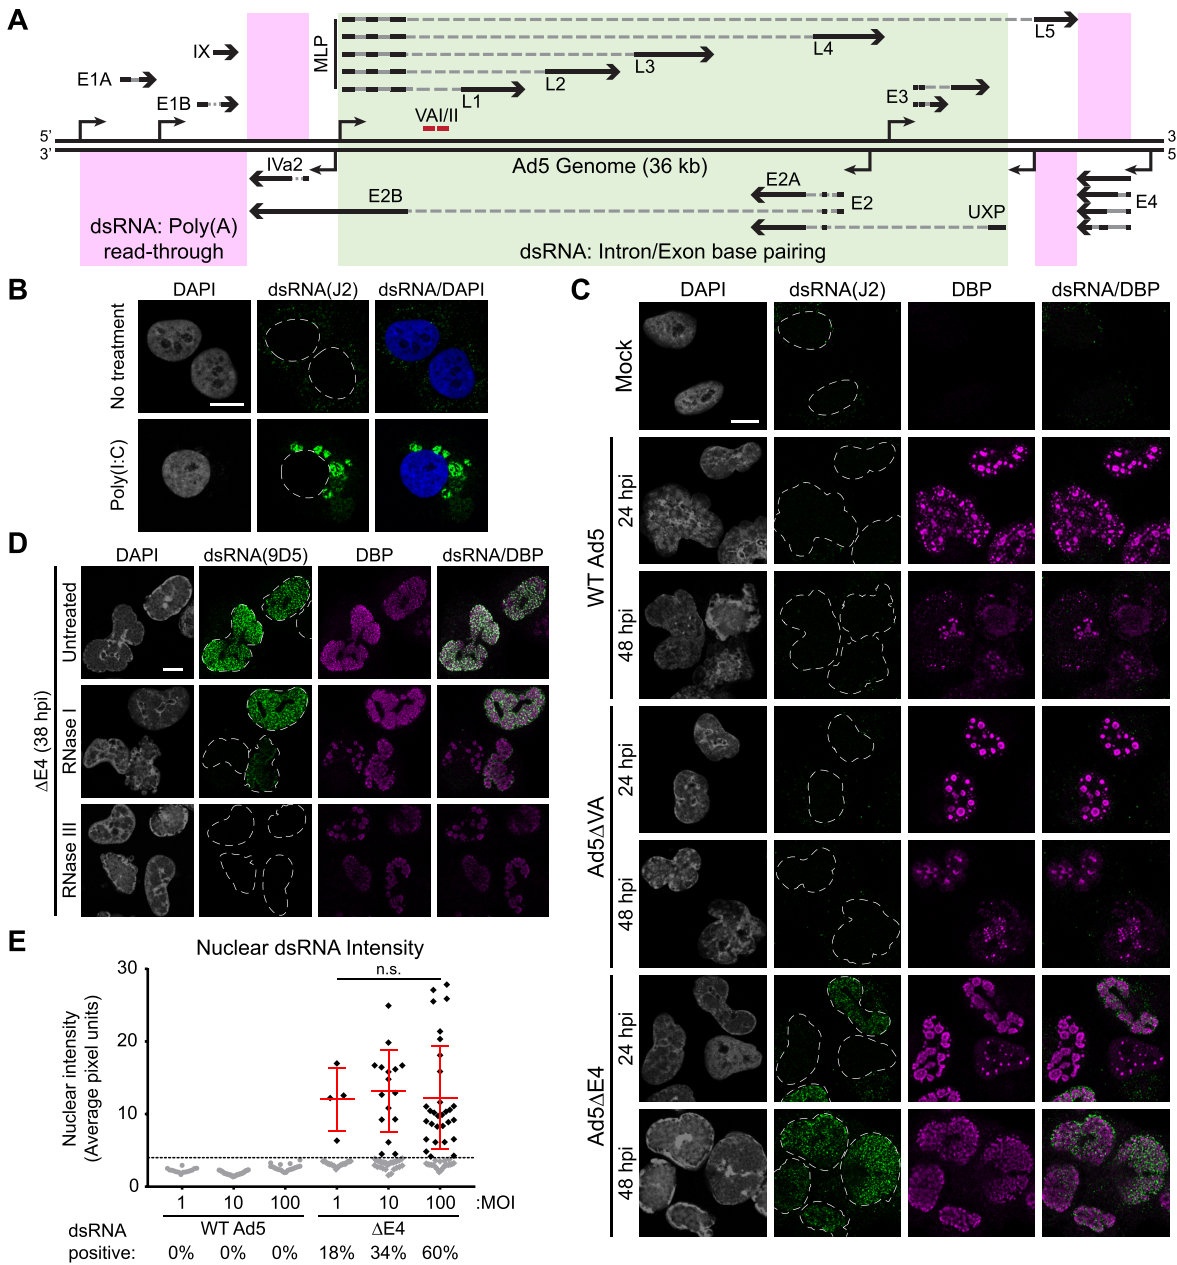 A
MLP
L5
IX
L4
E1A
L3
E1B
L2
E3
L1
VAI/II
5'
3
3'
5
IVa2
Ad5 Genome (36 kb)
E2A
E2B
E2
E4
UXP
dsRNA: Poly(A)
read-through
dsRNA: Intron/Exon base pairing
B
DAPI
dsRNA(J2)
dsRNA/DAPI
No treatment
Poly(I:C)
C
DAPI
dsRNA(J2)
DBP
dsRNA/DBP
Mock
WT Ad5
24 hpi
48 hpi
Ad5ΔVA
24 hpi
48 hpi
Ad5ΔE4
24 hpi
48 hpi
D
DAPI
dsRNA(9D5)
DBP
dsRNA/DBP
ΔE4 (38 hpi)
Untreated
RNase I
RNase III
E
Nuclear dsRNA Intensity
n.s.
Nuclear intensity
(Average pixel units)
30
20
10
0
1 10 100 1 10 100 :MOI
WT Ad5 ΔE4
dsRNA
positive: 0% 0% 0% 18% 34% 60%